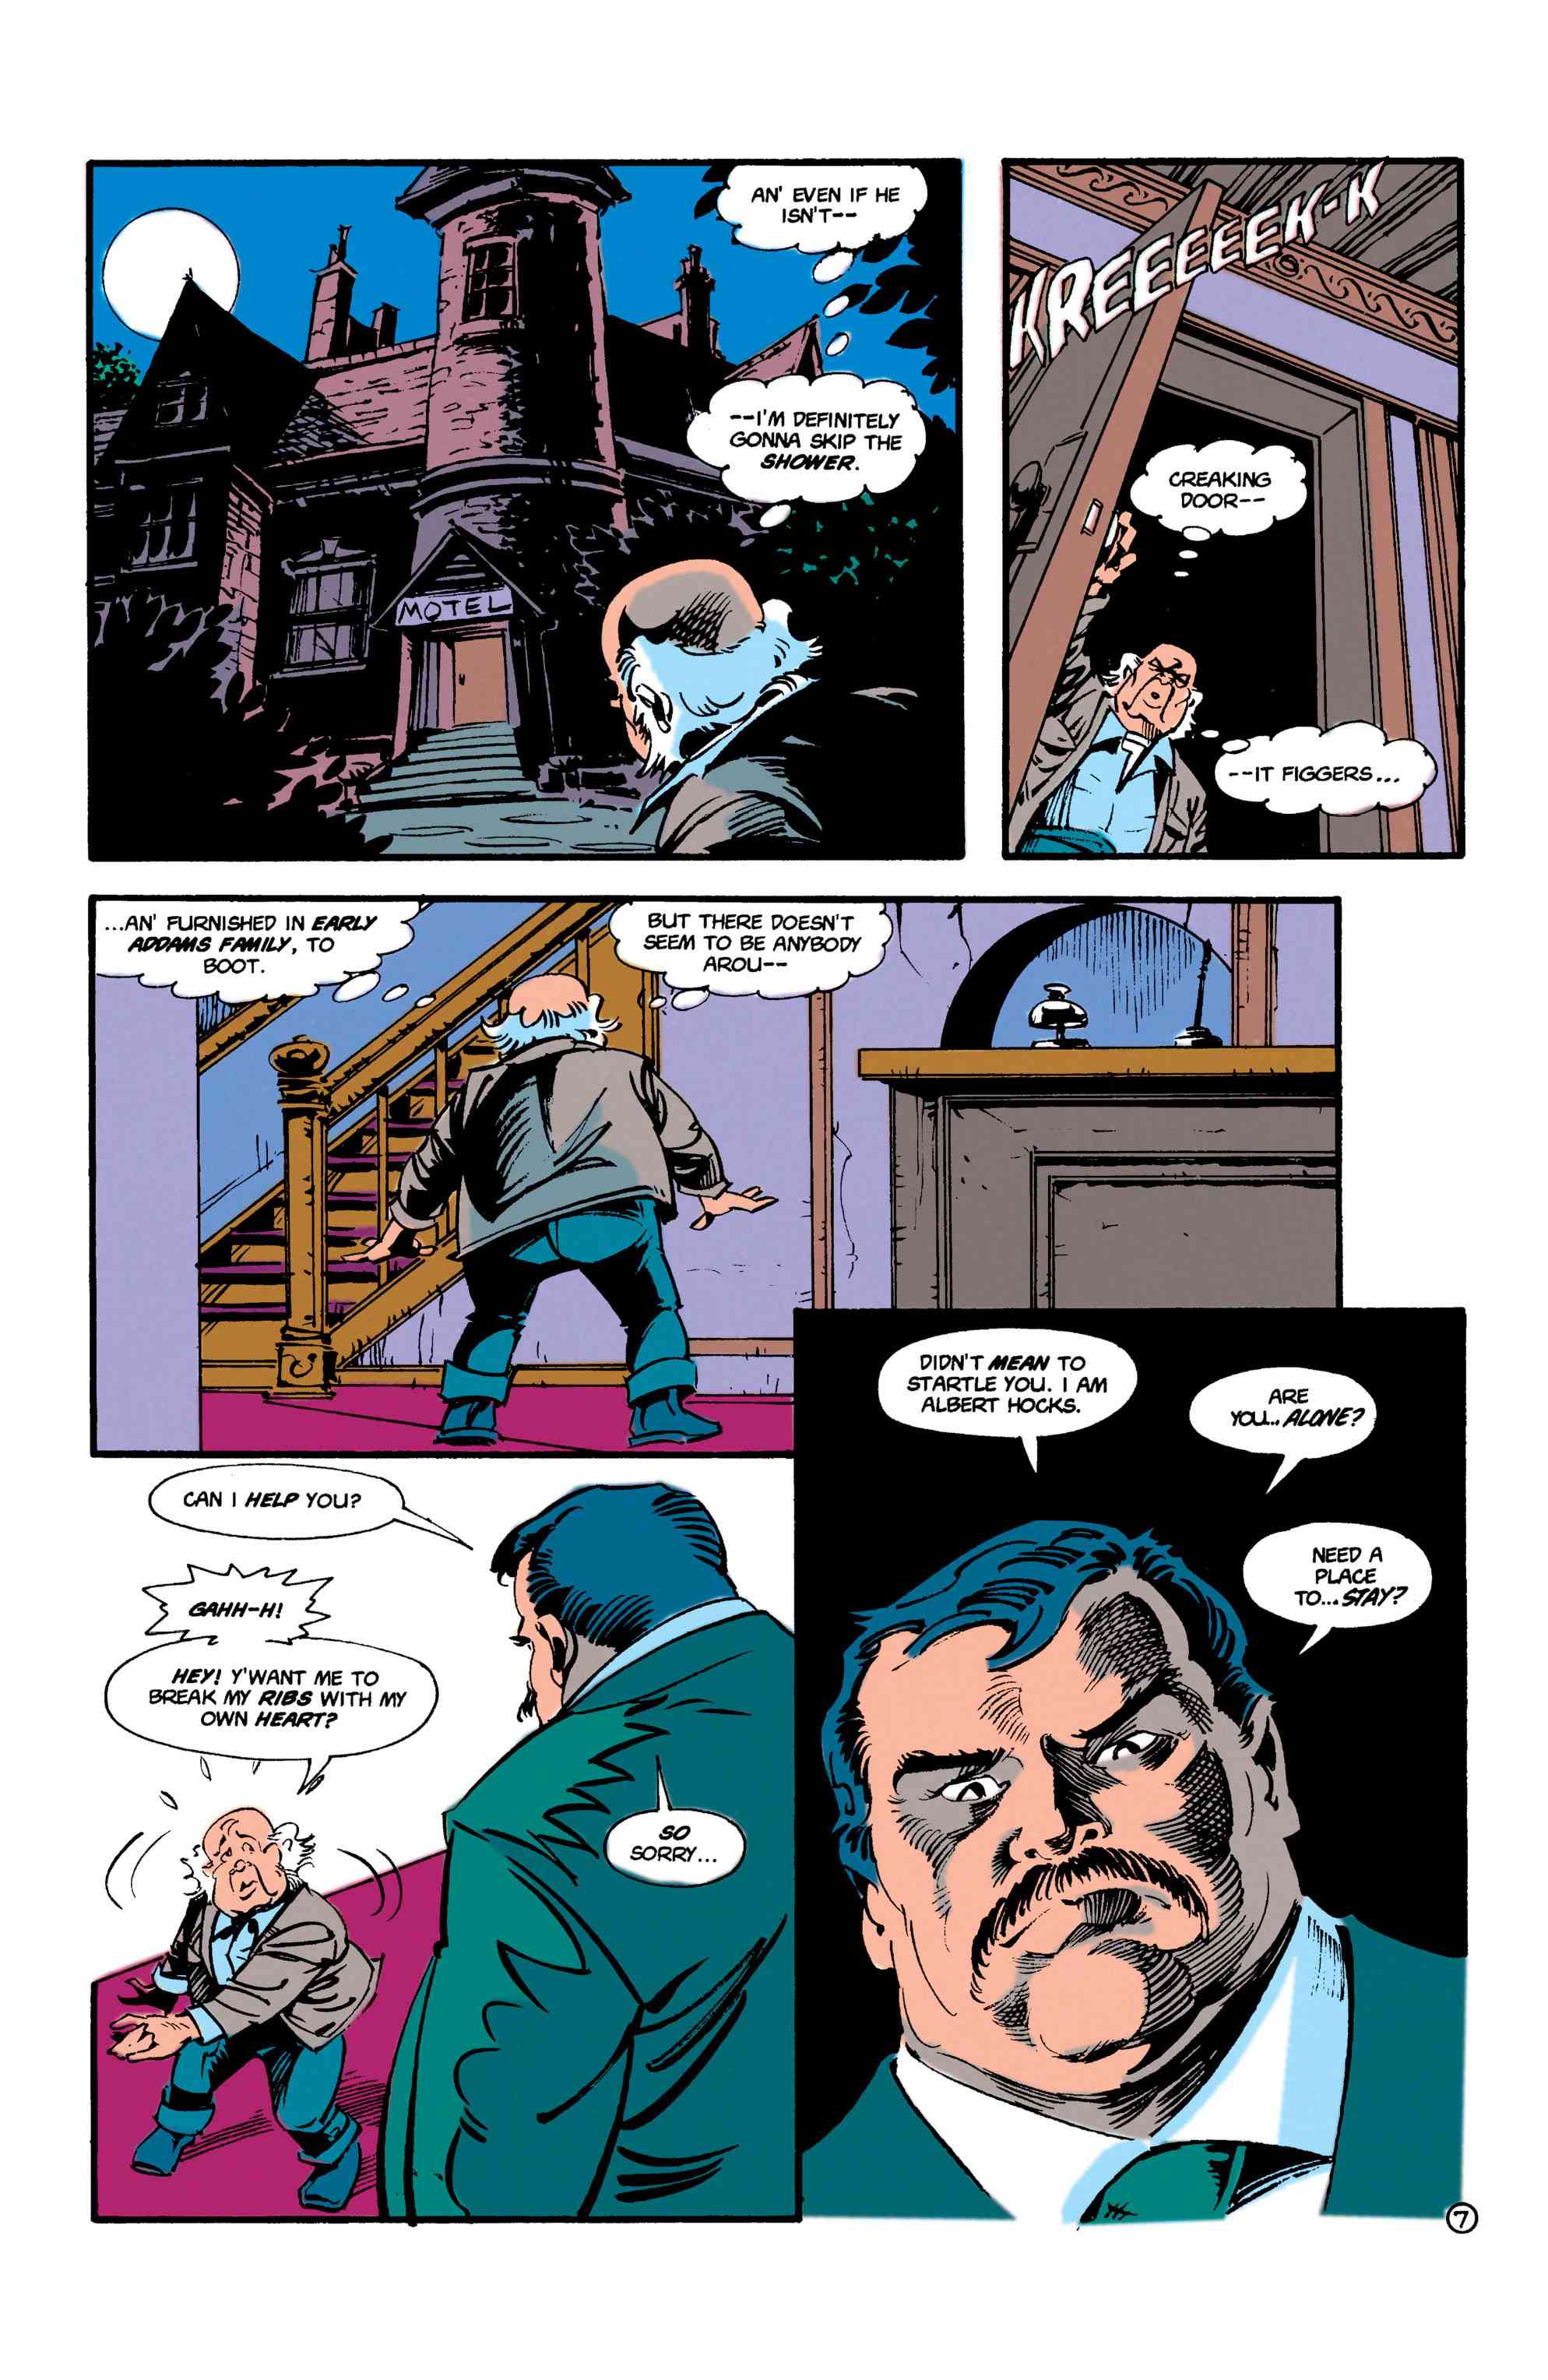 AN' EVEN IF HE
ISN'T--
--I'M DEFINITELY
GONNA SKIP THE
SHOWER.
MOTEL
KREEEEEEK-K
CREAKING
DOOR--
--IT FIGGERS...
...AN' FURNISHED IN EARLY
ADDAMS FAMILY, TO
BOOT.
BUT THERE DOESN'T
SEEM TO BE ANYBODY
AROU--
CAN I HELP YOU?
GAHH-H!
HEY! Y'WANT ME TO
BREAK MY RIBS WITH MY
OWN HEART?
SO
SORRY...
DIDN'T MEAN TO
STARTLE YOU. I AM
ALBERT HOCKS.
ARE
YOU... ALONE?
NEED A
PLACE
TO... STAY?
7